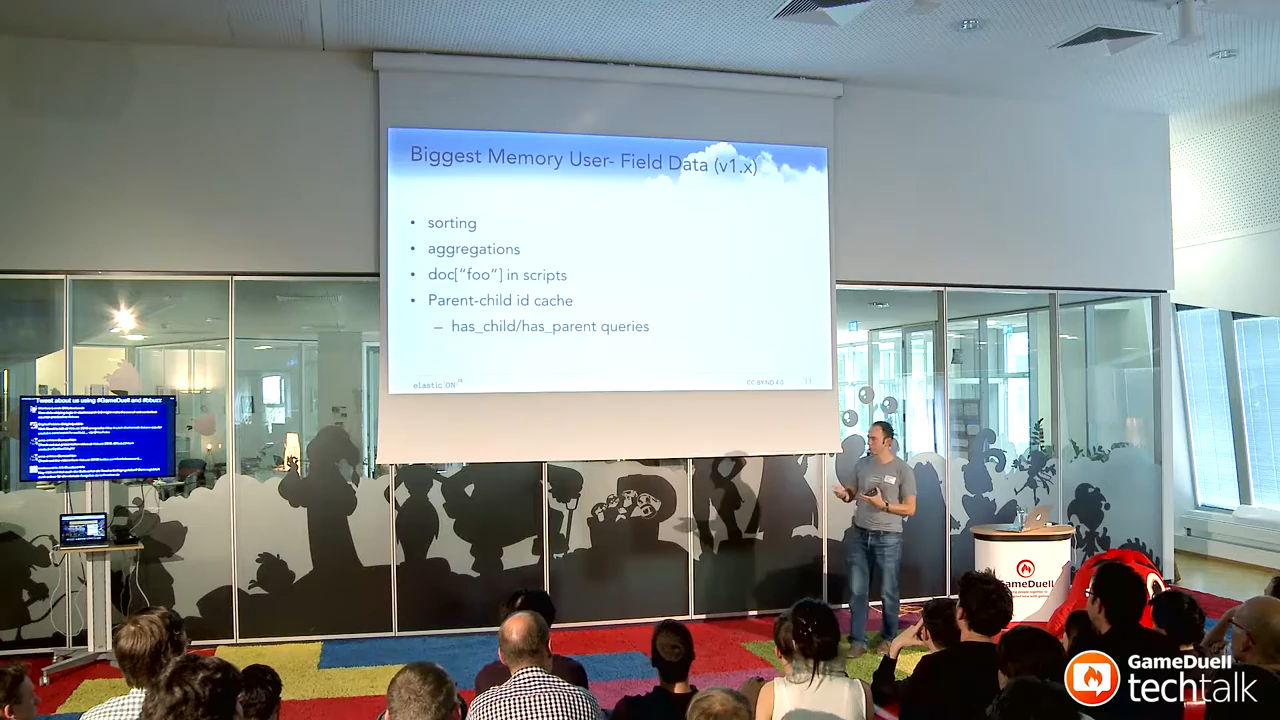 Biggest Memory User- Field Data (v1.x)
• sorting
• aggregations
• doc["foo"] in scripts
• Parent-child id cache
– has_child/has_parent queries
elastic ON
CC BY-ND 4.0
11
Tweet about us using #GameDuell and #bbuzz
GameDuell
GameDuell
techtalk